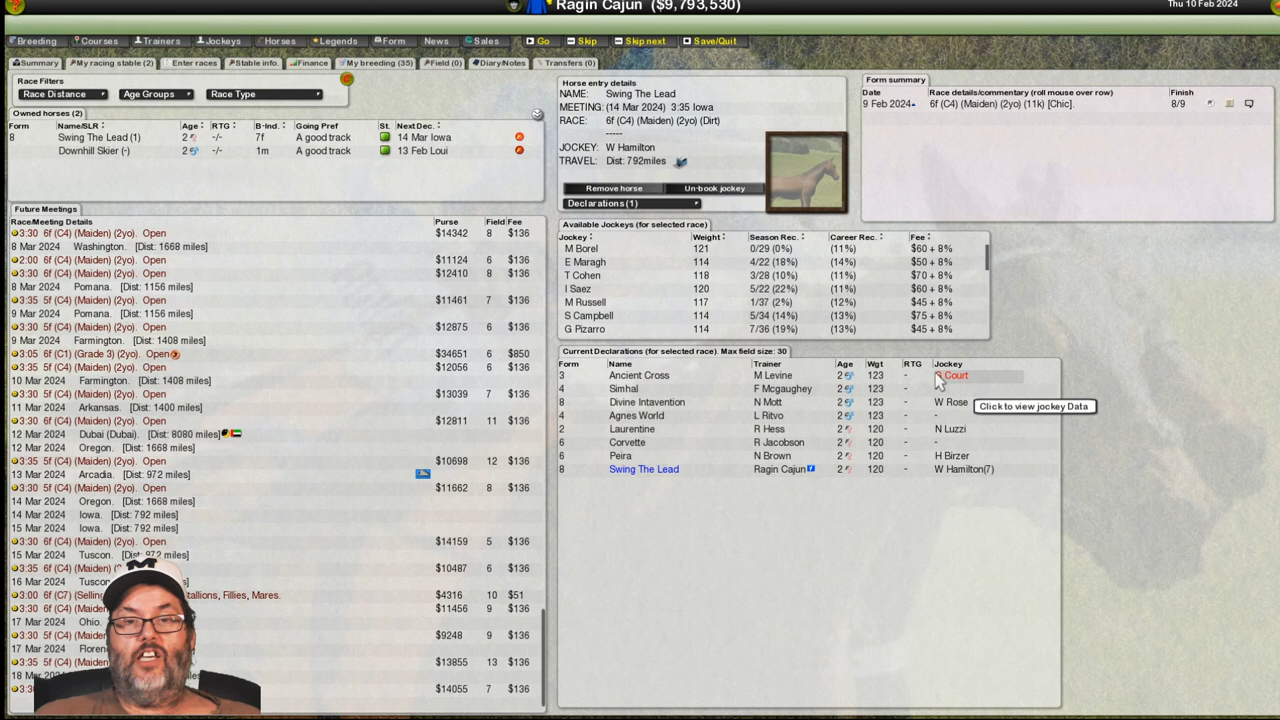 Ragin Cajun ($9,793,530)
Thu 10 Feb 2024
Breeding Courses Trainers Jockeys Horses Legends Form News Sales Go Skip Skip next Save/Quit
Summary My racing stable (2) Enter races Stable info. Finance My breeding (35) Field (0) Diary/Notes Transfers (0)
Race Filters
Race Distance Age Groups Race Type
Owned horses (2)
Form Name/SLR Age RTG B-Ind. Going Pref St. Next Dec.
8 Swing The Lead (1) 2 -/- 7f A good track 14 Mar Iowa
Downhill Skier (-) 2 -/- 1m A good track 13 Feb Loui
Future Meetings
Race/Meeting Details Purse Field Fee
3:30 6f (C4) (Maiden) (2yo). Open $14342 8 $136
8 Mar 2024 Washington. [Dist: 1668 miles]
2:00 6f (C4) (Maiden) (2yo). Open $11124 6 $136
3:30 6f (C4) (Maiden) (2yo). Open $12410 8 $136
8 Mar 2024 Pomana. [Dist: 1156 miles]
3:35 5f (C4) (Maiden) (2yo). Open $11461 7 $136
9 Mar 2024 Pomana. [Dist: 1156 miles]
3:30 5f (C4) (Maiden) (2yo). Open $12875 6 $136
9 Mar 2024 Farmington. [Dist: 1408 miles]
3:05 6f (C1) (Grade 3) (2yo). Open $34651 6 $850
3:35 6f (C4) (Maiden) (2yo). Open $12056 6 $136
10 Mar 2024 Farmington. [Dist: 1408 miles]
3:30 6f (C4) (Maiden) (2yo). Open $13039 7 $136
11 Mar 2024 Arkansas. [Dist: 1400 miles]
3:30 6f (C4) (Maiden) (2yo). Open $12811 11 $136
12 Mar 2024 Dubai (Dubai). [Dist: 8080 miles]
12 Mar 2024 Oregon. [Dist: 1668 miles]
3:35 5f (C4) (Maiden) (2yo). Open $10698 12 $136
13 Mar 2024 Arcada. [Dist: 972 miles]
3:30 5f (C4) (Maiden) (2yo). Open $11662 8 $136
14 Mar 2024 Oregon. [Dist: 1668 miles]
14 Mar 2024 Iowa. [Dist: 792 miles]
15 Mar 2024 Iowa. [Dist: 792 miles]
3:30 6f (C4) (Maiden) (2yo). Open $14159 5 $136
15 Mar 2024 Tuscon. [Dist: 972 miles]
3:35 6f (C4) (Maiden) (2yo). Open $10487 6 $136
16 Mar 2024 Tuscon.
3:00 6f (C7) (Selling) tallions, Fillies, Mares. $4316 10 $51
3:30 6f (C4) (Maiden) $11456 9 $136
17 Mar 2024 Ohio.
3:30 5f (C4) (Maiden) $9248 9 $136
17 Mar 2024
3:35 5f (C4) (Maiden) $13855 13 $136
$14055 7 $136
Horse entry details
NAME: Swing The Lead
MEETING: (14 Mar 2024) 3:35 Iowa
RACE: 6f (C4) (Maiden) (2yo) (Dirt)
-----
JOCKEY: W Hamilton
TRAVEL: Dist: 792miles
Remove horse Un-book jockey
Declarations (1)
Form summary
Date Race details/commentary (roll mouse over row) Finish
9 Feb 2024 6f (C4) (Maiden) (2yo) (11k) [Chic]. 8/9
Available Jockeys (for selected race)
Jockey Weight Season Rec. Career Rec. Fee
M Borel 121 0/29 (0%) (11%) $60 + 8%
E Maragh 114 4/22 (18%) (14%) $50 + 8%
T Cohen 118 3/28 (10%) (11%) $70 + 8%
I Saez 120 5/22 (22%) (11%) $60 + 8%
M Russell 117 1/37 (2%) (12%) $45 + 8%
S Campbell 114 5/34 (14%) (13%) $75 + 8%
G Pizarro 114 7/36 (19%) (13%) $45 + 8%
Current Declarations (for selected race). Max field size: 30
Form Name Trainer Age Wgt RTG Jockey
3 Ancient Cross M Levine 2 123 - Court
4 Simhal F Mcgaughey 2 123 -
8 Divine Intavention N Mott 2 123 - W Rose
4 Agnes World L Ritvo 2 123 - -
2 Laurentine R Hess 2 120 - N Luzzi
6 Corvette R Jacobson 2 120 - -
6 Peira N Brown 2 120 - H Birzer
8 Swing The Lead Ragin Cajun 2 120 - W Hamilton(7)
Click to view jockey Data